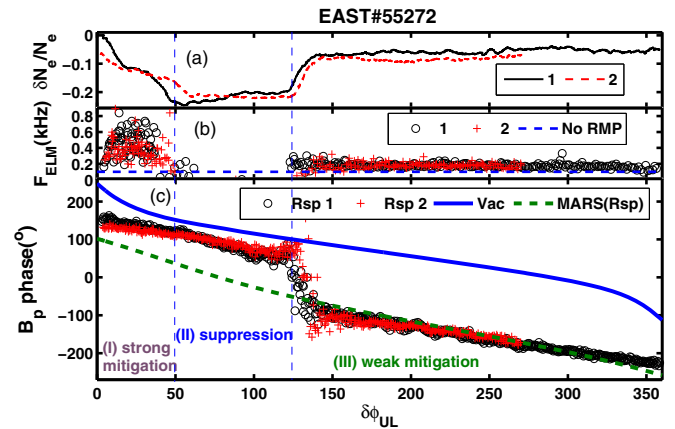 EAST#55272
δN_e/N_e
0
−0.1
−0.2
(a)
1 2
F_ELM(kHz)
0.8
0.6
0.4
0.2
(b)
1 2 No RMP
B_p phase(°)
200
100
0
−100
−200
(c)
Rsp 1 Rsp 2 Vac MARS(Rsp)
(I) strong
mitigation
(II) suppression
(III) weak mitigation
0 50 100 150 200 250 300 350
δϕ_UL